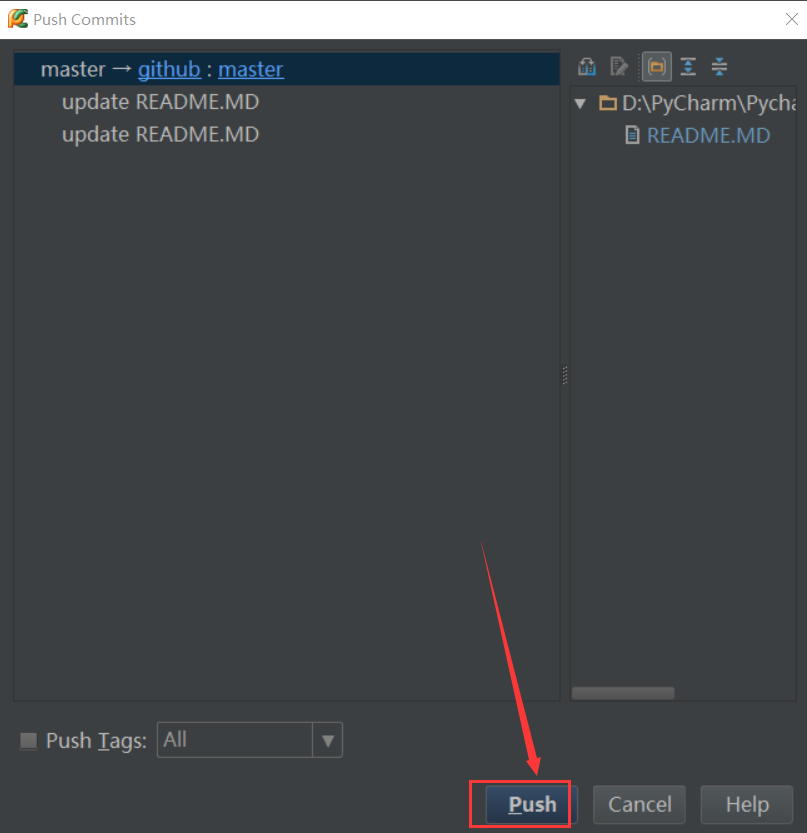 Push Commits
master → github : master
update README.MD
update README.MD
D:\PyCharm\Pycha
README.MD
Push Tags: All
Push Cancel Help